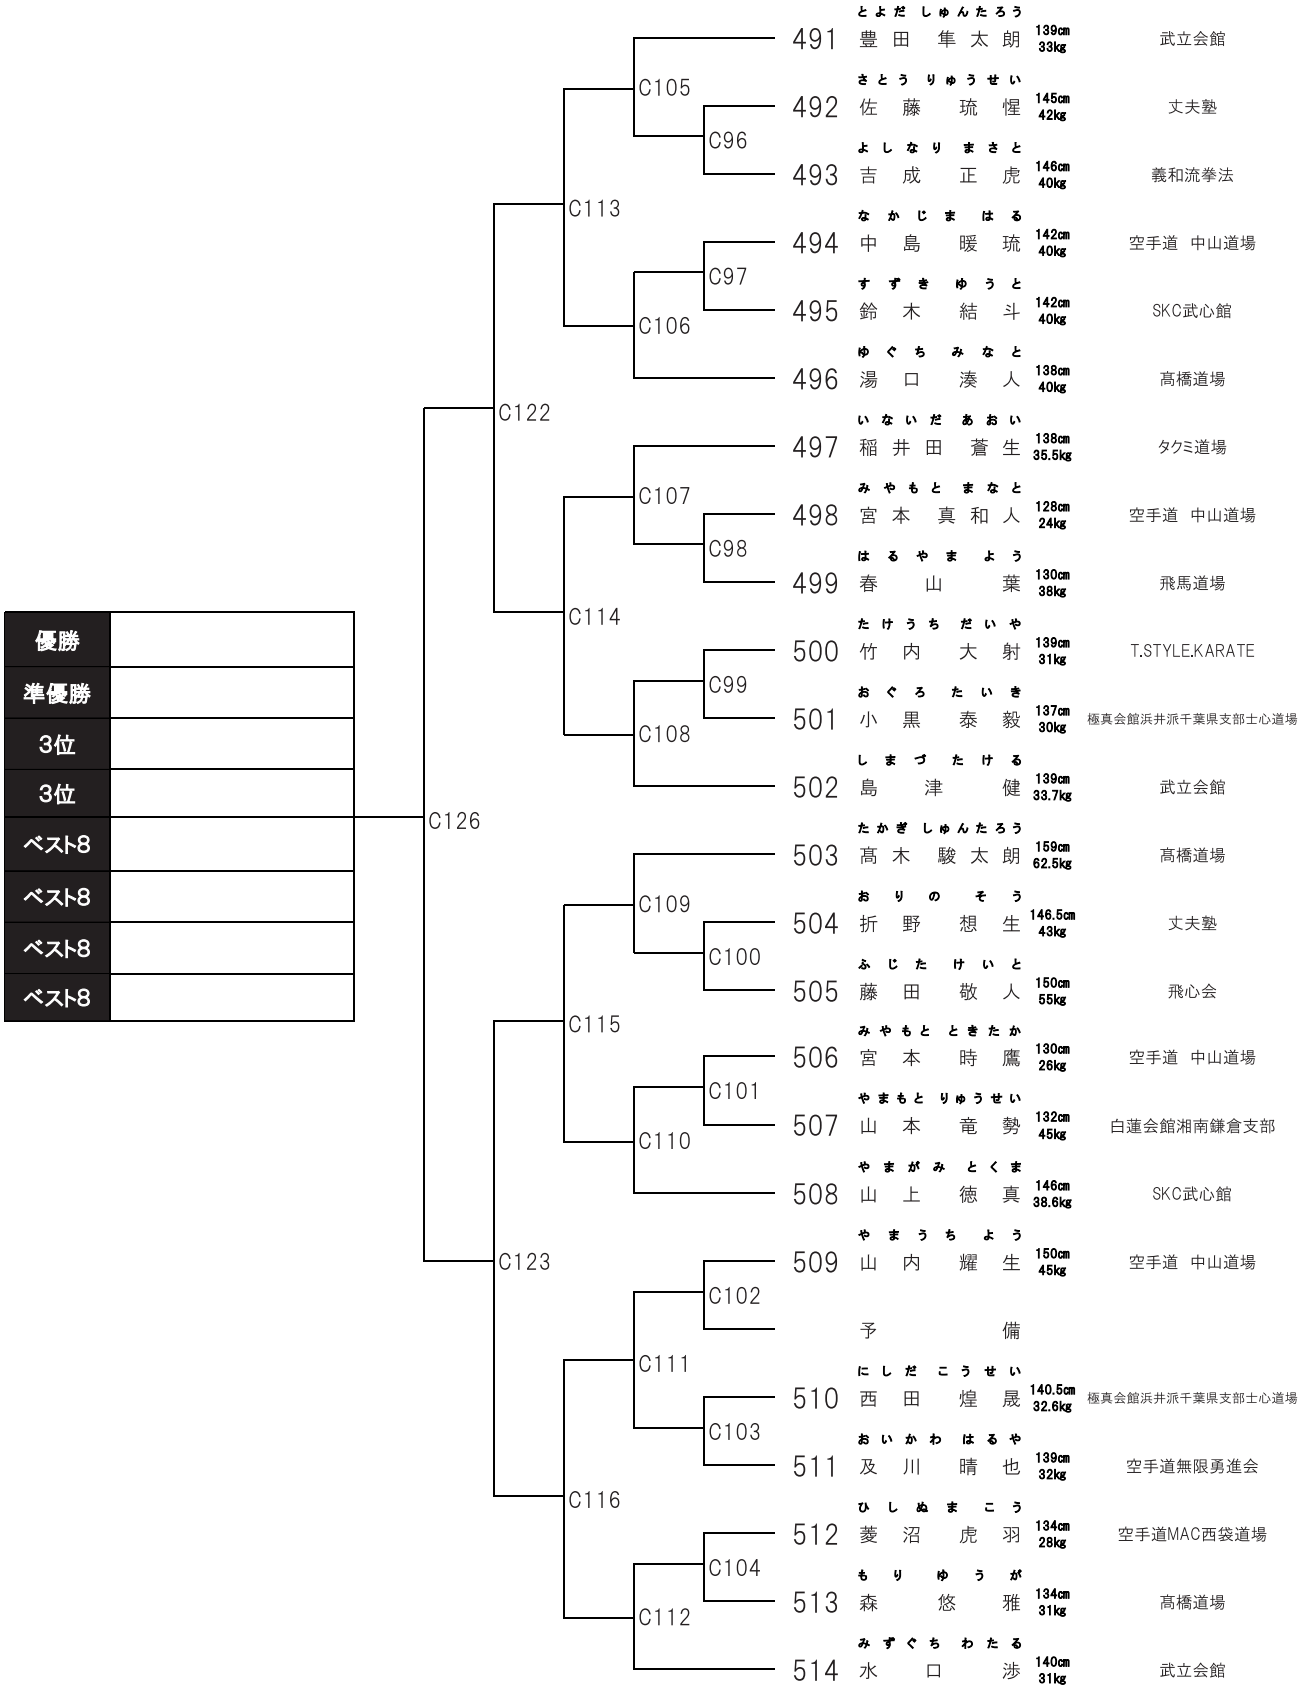 とよだ しゅんたろう
491 豊田 隼太朗 139cm 33kg 武立会館
C105
さとう りゅうせい
492 佐藤 琉惺 145cm 42kg 丈夫塾
C96
よしなり まさと
493 吉成 正虎 146cm 40kg 義和流拳法
C113
なかじま はる
494 中島 暖琉 142cm 40kg 空手道 中山道場
C97
すずき ゆうと
495 鈴木 結斗 142cm 40kg SKC武心館
C106
ゆぐち みなと
496 湯口 湊人 138cm 40kg 髙橋道場
C122
いないだ あおい
497 稲井田 蒼生 138cm 35.5kg タクミ道場
C107
みやもと まなと
498 宮本 真和人 128cm 24kg 空手道 中山道場
C98
はるやま よう
499 春山 葉 130cm 38kg 飛馬道場
C114
たけうち だいや
500 竹内 大射 139cm 31kg T.STYLE.KARATE
C99
おぐろ たいき
501 小黒 泰毅 137cm 30kg 極真会館浜井派千葉県支部士心道場
C108
しまづ たける
502 島津 健 139cm 33.7kg 武立会館
優勝
準優勝
3位
3位
ベスト8
ベスト8
ベスト8
ベスト8
C126
たかぎ しゅんたろう
503 髙木 駿太朗 159cm 62.5kg 髙橋道場
C109
おりの そう
504 折野 想生 146.5cm 43kg 丈夫塾
C100
ふじた けいと
505 藤田 敬人 150cm 55kg 飛心会
C115
みやもと ときたか
506 宮本 時鷹 130cm 26kg 空手道 中山道場
C101
やまもと りゅうせい
507 山本 竜勢 132cm 45kg 白蓮会館湘南鎌倉支部
C110
やまがみ とくま
508 山上 徳真 146cm 38.6kg SKC武心館
C123
やまうち よう
509 山内 耀生 150cm 45kg 空手道 中山道場
C102
予備
C111
にしだ こうせい
510 西田 煌晟 140.5cm 32.6kg 極真会館浜井派千葉県支部士心道場
C103
おいかわ はるや
511 及川 晴也 139cm 32kg 空手道無限勇進会
C116
ひしぬま こう
512 菱沼 虎羽 134cm 28kg 空手道MAC西袋道場
C104
もり ゆうが
513 森 悠雅 134cm 31kg 髙橋道場
C112
みずぐち わたる
514 水口 渉 140cm 31kg 武立会館